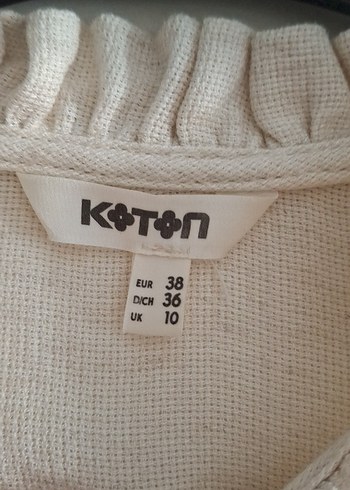 KOTON
EUR 38
D/CH 36
UK 10